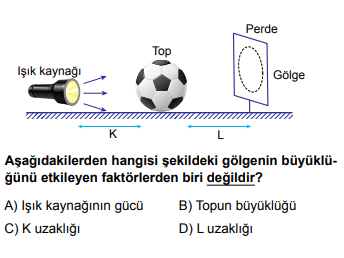 Perde
Top
Işık kaynağı
Gölge
K
L
Aşağıdakilerden hangisi şekildeki gölgenin büyüklü-
ğünü etkileyen faktörlerden biri değildir?
A) Işık kaynağının gücü
B) Topun büyüklüğü
C) K uzaklığı
D) L uzaklığı